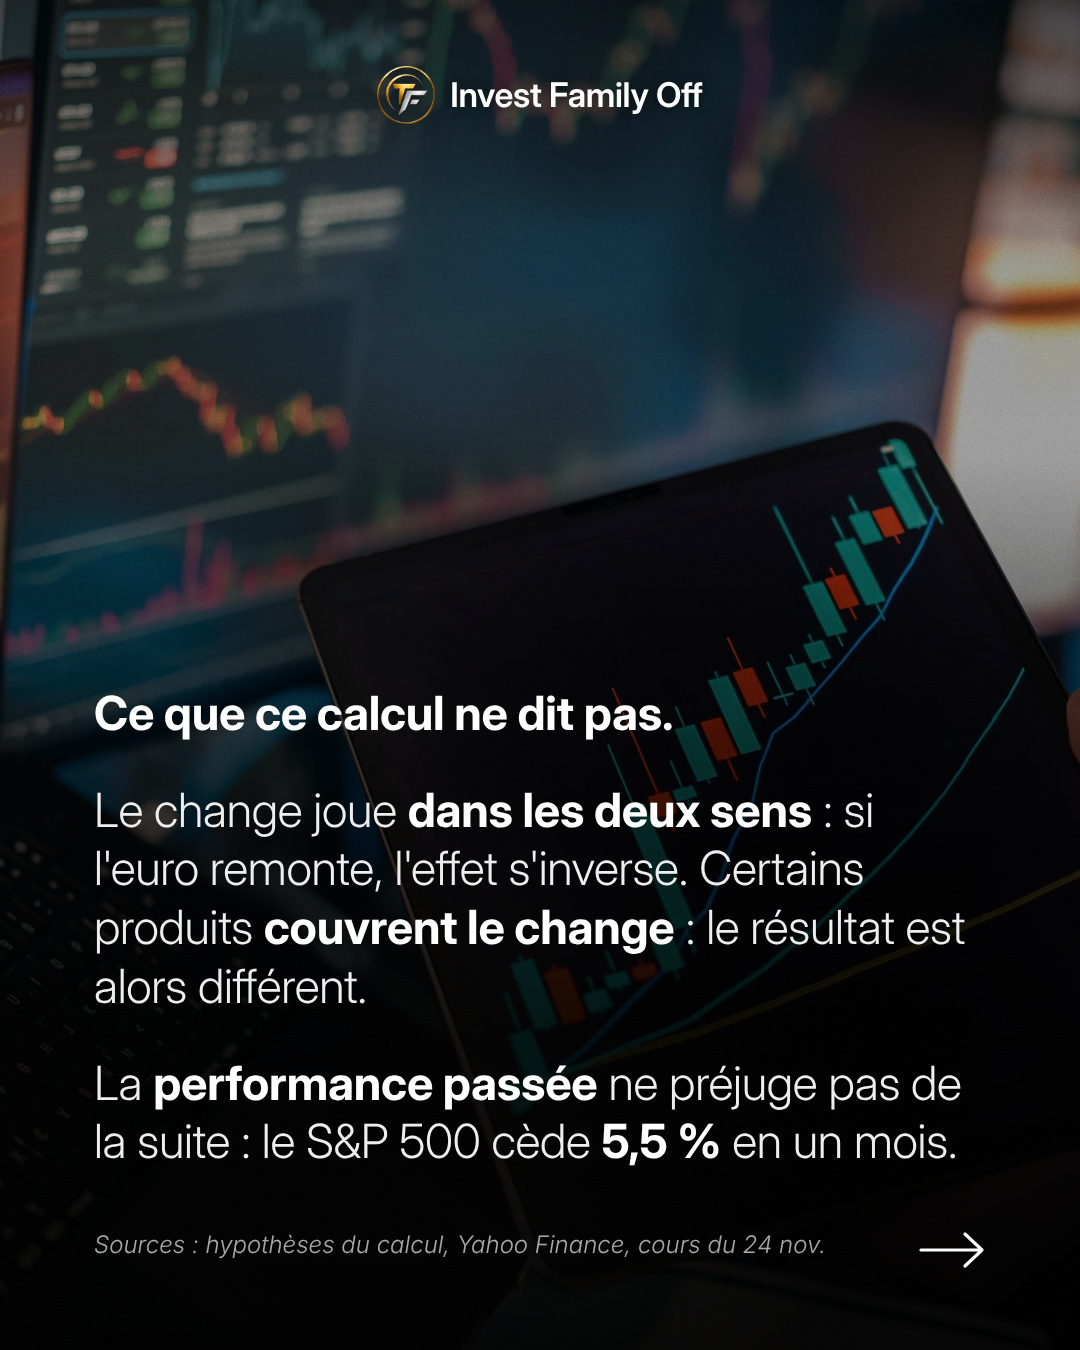 Invest Family Off
Ce que ce calcul ne dit pas.
Le change joue dans les deux sens : si
l'euro remonte, l'effet s'inverse. Certains
produits couvrent le change : le résultat est
alors différent.
La performance passée ne préjuge pas de
la suite : le S&P 500 cède 5,5 % en un mois.
Sources : hypothèses du calcul, Yahoo Finance, cours du 24 nov.